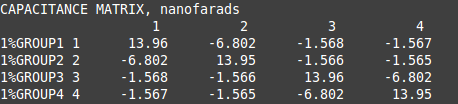 CAPACITANCE MATRIX, nanofarads
1 2 3 4
1%GROUP1 1 13.96 -6.802 -1.568 -1.567
1%GROUP2 2 -6.802 13.95 -1.566 -1.565
1%GROUP3 3 -1.568 -1.566 13.96 -6.802
1%GROUP4 4 -1.567 -1.565 -6.802 13.95